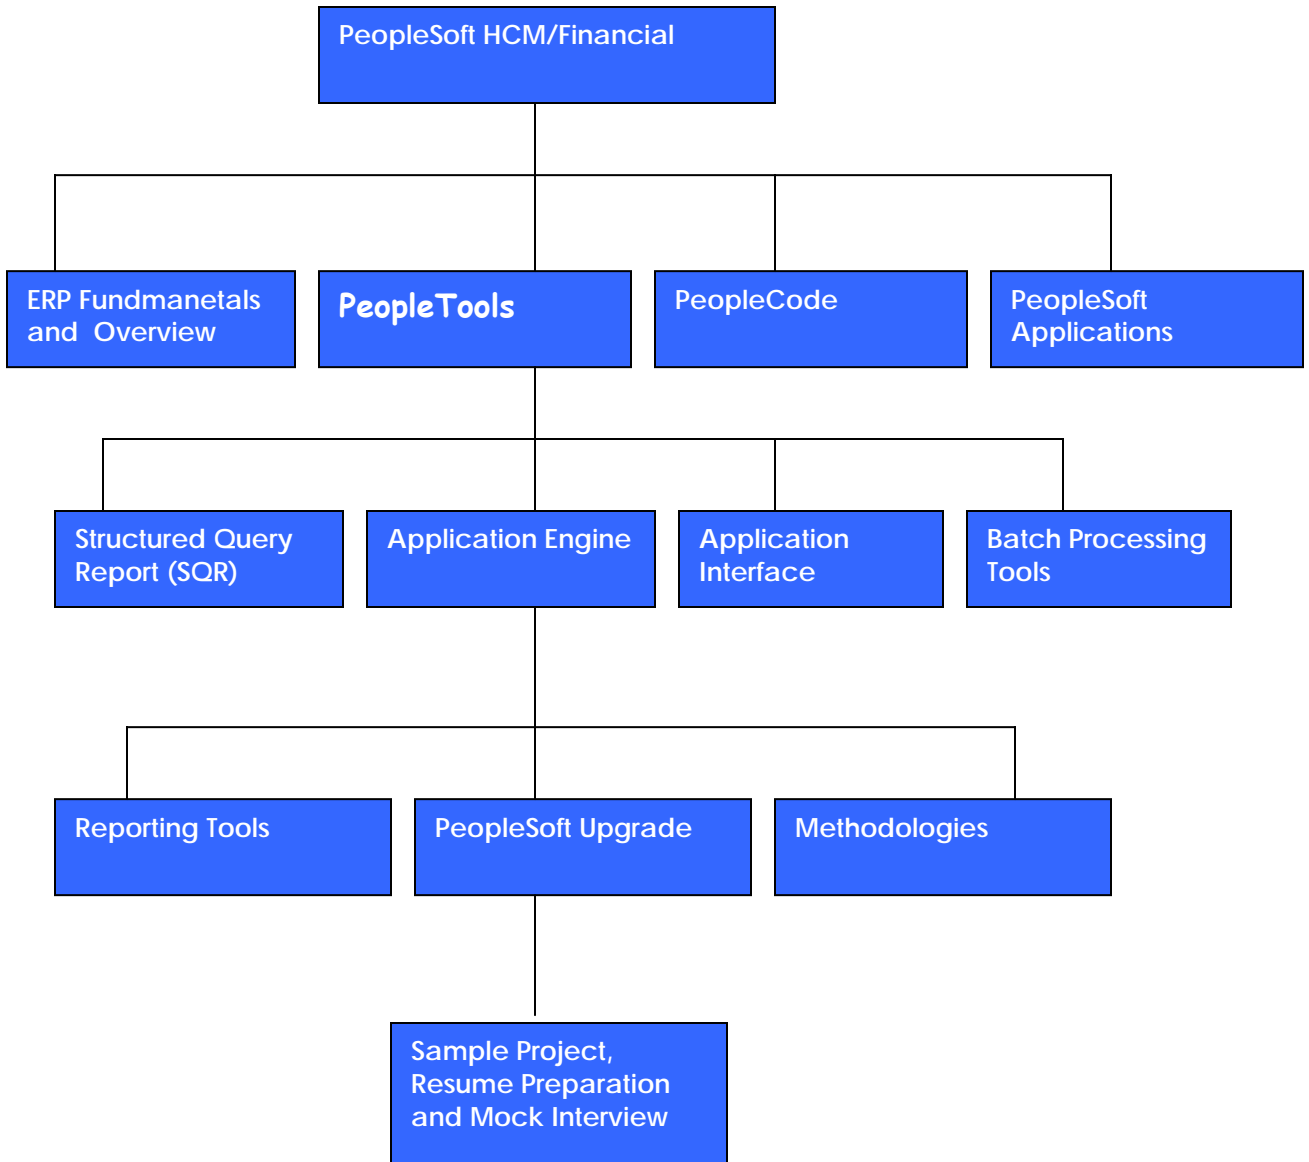 PeopleSoft HCM/Financial
ERP Fundmanetals
and Overview
PeopleTools
PeopleCode
PeopleSoft
Applications
Structured Query
Report (SQR)
Application Engine
Application
Interface
Batch Processing
Tools
Reporting Tools
PeopleSoft Upgrade
Methodologies
Sample Project,
Resume Preparation
and Mock Interview